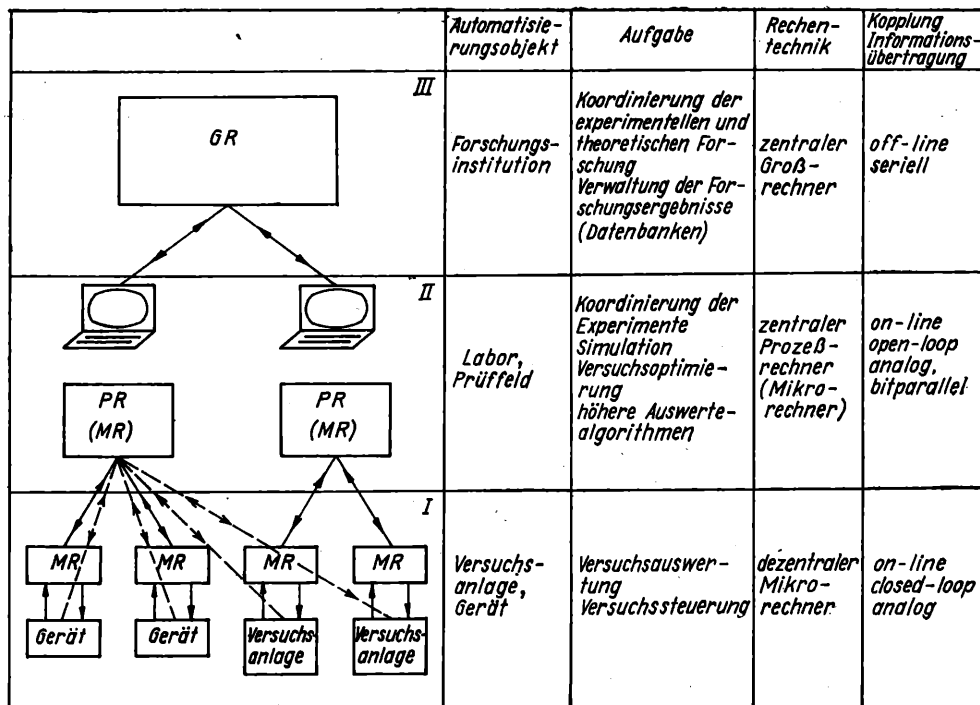 Automatisie-
rungsobjekt
Aufgabe
Rechen-
technik
Kopplung
Informations-
übertragung
III
GR
Forschungs-
institution
Koordinierung der
experimentellen und
theoretischen For-
schung
Verwaltung der For-
schungsergebnisse
(Datenbanken)
zentraler
Groß-
rechner
off-line
seriell
II
PR
(MR)
PR
(MR)
Labor,
Prüffeld
Koordinierung der
Experimente
Simulation
Versuchsoptimie-
rung
höhere Auswerte-
algorithmen
zentraler
Prozeß-
rechner
(Mikro-
rechner)
on-line
open-loop
analog,
bitparallel
I
MR
MR
MR
MR
Gerät
Gerät
Versuchs-
anlage
Versuchs-
anlage
Versuchs-
anlage,
Gerät
Versuchsauswer-
tung
Versuchssteuerung
dezentraler
Mikro-
rechner
on-line
closed-loop
analog